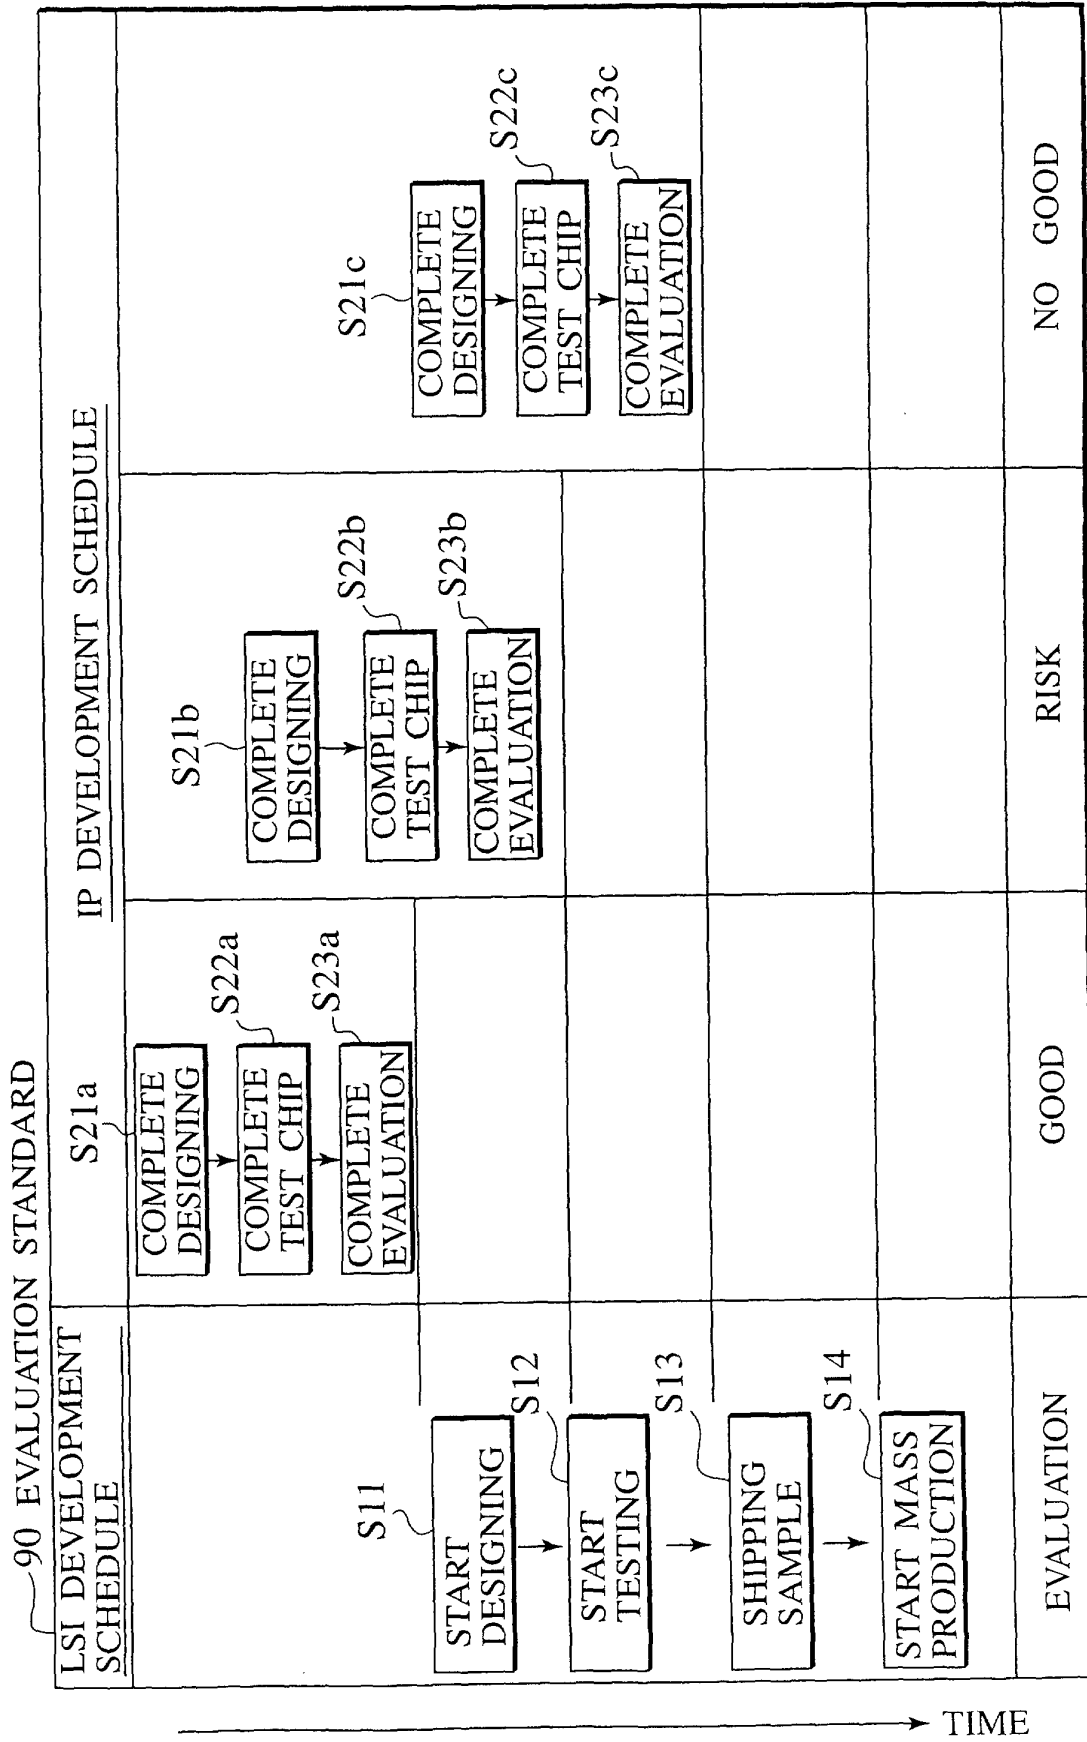 90 EVALUATION STANDARD
LSI DEVELOPMENT
SCHEDULE
IP DEVELOPMENT SCHEDULE
S11
START
DESIGNING
S12
START
TESTING
S13
SHIPPING
SAMPLE
S14
START MASS
PRODUCTION
S21a
COMPLETE
DESIGNING
S22a
COMPLETE
TEST CHIP
S23a
COMPLETE
EVALUATION
S21b
COMPLETE
DESIGNING
S22b
COMPLETE
TEST CHIP
S23b
COMPLETE
EVALUATION
S21c
COMPLETE
DESIGNING
S22c
COMPLETE
TEST CHIP
S23c
COMPLETE
EVALUATION
EVALUATION
GOOD
RISK
NO GOOD
TIME